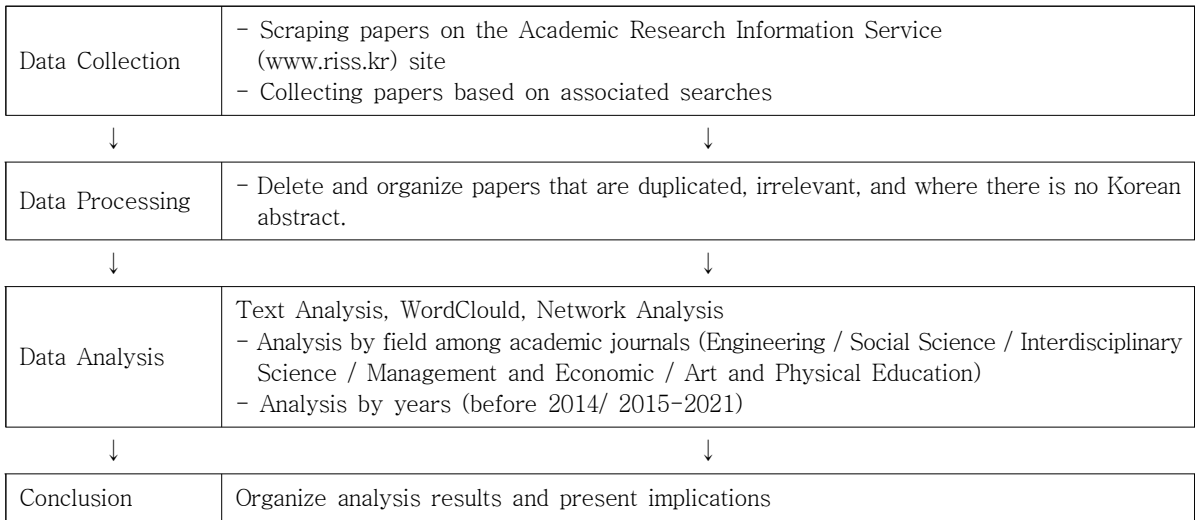 Data Collection
- Scraping papers on the Academic Research Information Service
(www.riss.kr) site
- Collecting papers based on associated searches
↓ ↓
Data Processing
- Delete and organize papers that are duplicated, irrelevant, and where there is no Korean
abstract.
↓ ↓
Data Analysis
Text Analysis, WordClould, Network Analysis
- Analysis by field among academic journals (Engineering / Social Science / Interdisciplinary
Science / Management and Economic / Art and Physical Education)
- Analysis by years (before 2014/ 2015-2021)
↓ ↓
Conclusion
Organize analysis results and present implications